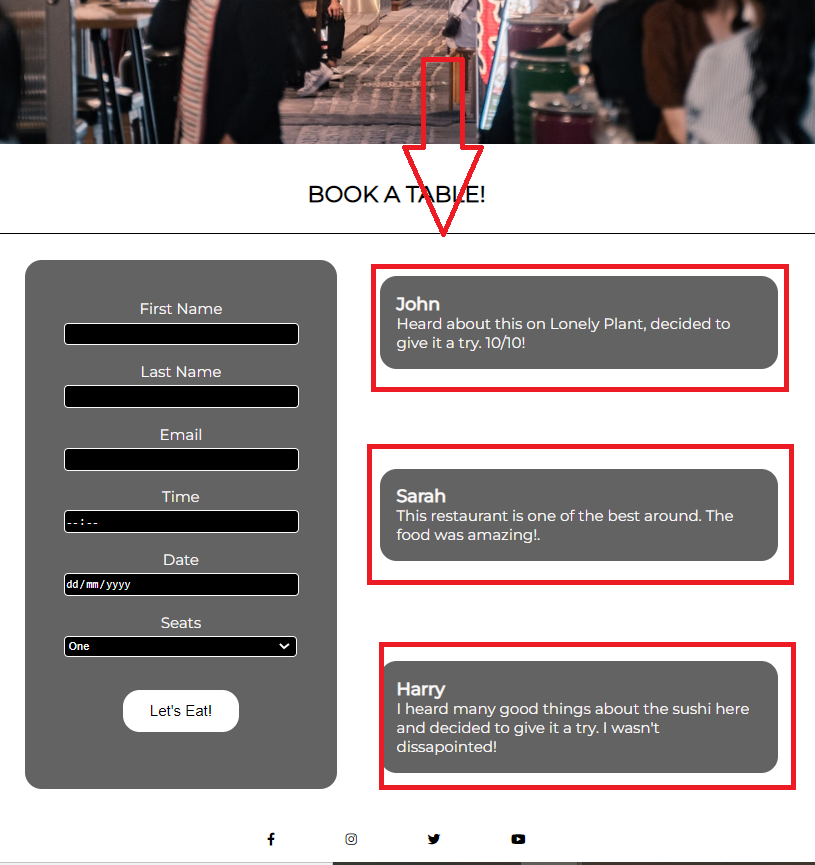 BOOK A TABLE!
First Name
Last Name
Email
Time
--:--
Date
dd/mm/yyyy
Seats
One
Let's Eat!
John
Heard about this on Lonely Plant, decided to
give it a try. 10/10!
Sarah
This restaurant is one of the best around. The
food was amazing!.
Harry
I heard many good things about the sushi here
and decided to give it a try. I wasn't
dissapointed!